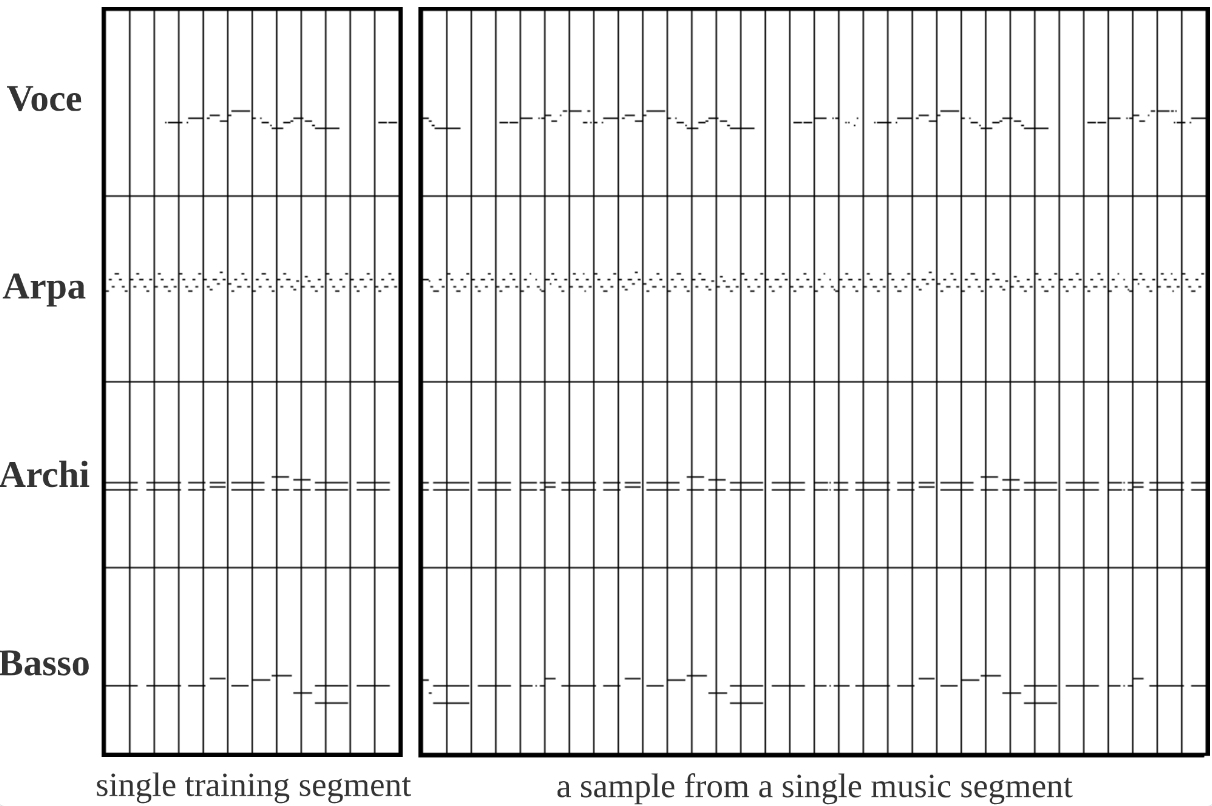 Voce
Arpa
Archi
Basso
single training segment
a sample from a single music segment